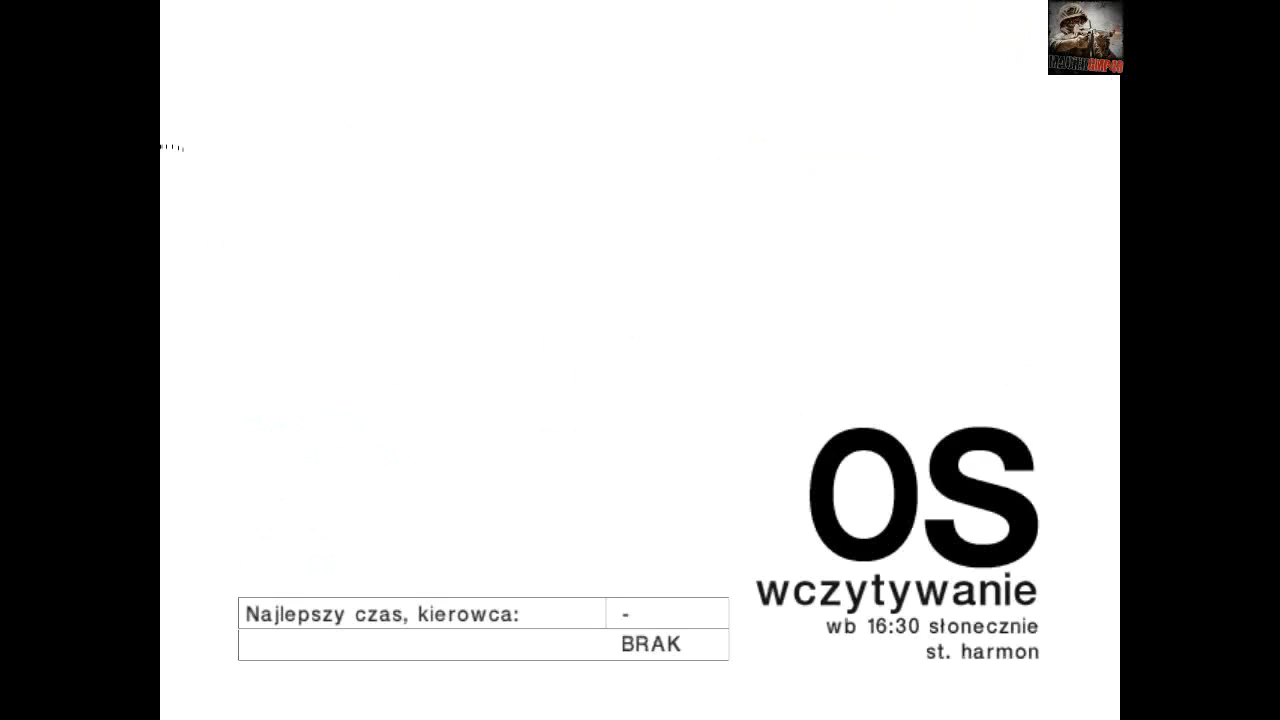 OS
wczytywanie
Najlepszy czas, kierowca: -
BRAK
wb 16:30 słonecznie
st. harmon